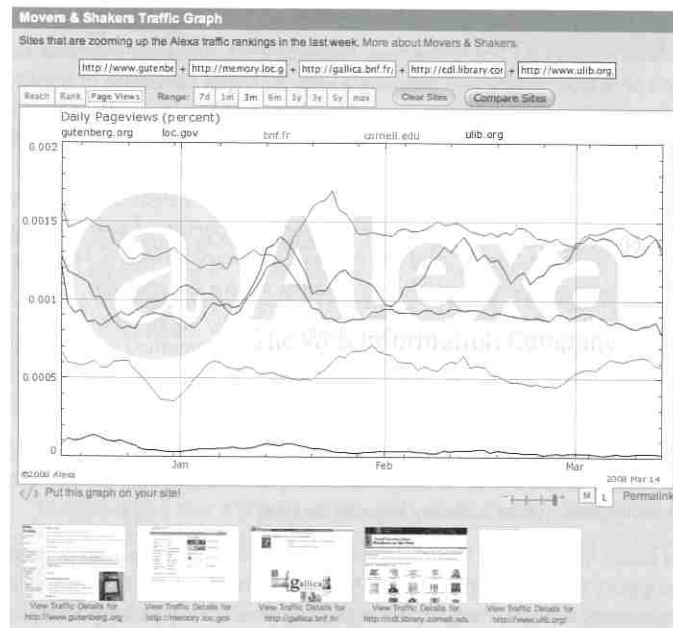 Movers & Shakers Traffic Graph
Sites that are zooming up the Alexa traffic rankings in the last week. More about Movers & Shakers.
http://www.gutenbe + http://memory.loc.g + http://gallica.bnf.fr/ + http://cdl.library.cor + http://www.ulib.org,
Reach Rank Page Views Range: 7d 1m 3m 6m 1y 3y 5y max Clear Sites Compare Sites
Daily Pageviews (percent)
gutenberg.org loc.gov bnf.fr cornell.edu ulib.org
0.002
0.0015
0.001
0.0005
0
Alexa
The Web Information Company
Jan Feb Mar
©2008 Alexa 2008 Mar 14
</> Put this graph on your site! - + M L Permalink
gallica
View Traffic Details for View Traffic Details for View Traffic Details for View Traffic Details for View Traffic Details for
http://www.gutenberg.org http://memory.loc.gov http://gallica.bnf.fr/ http://cdl.library.cornell.edu http://www.ulib.org/